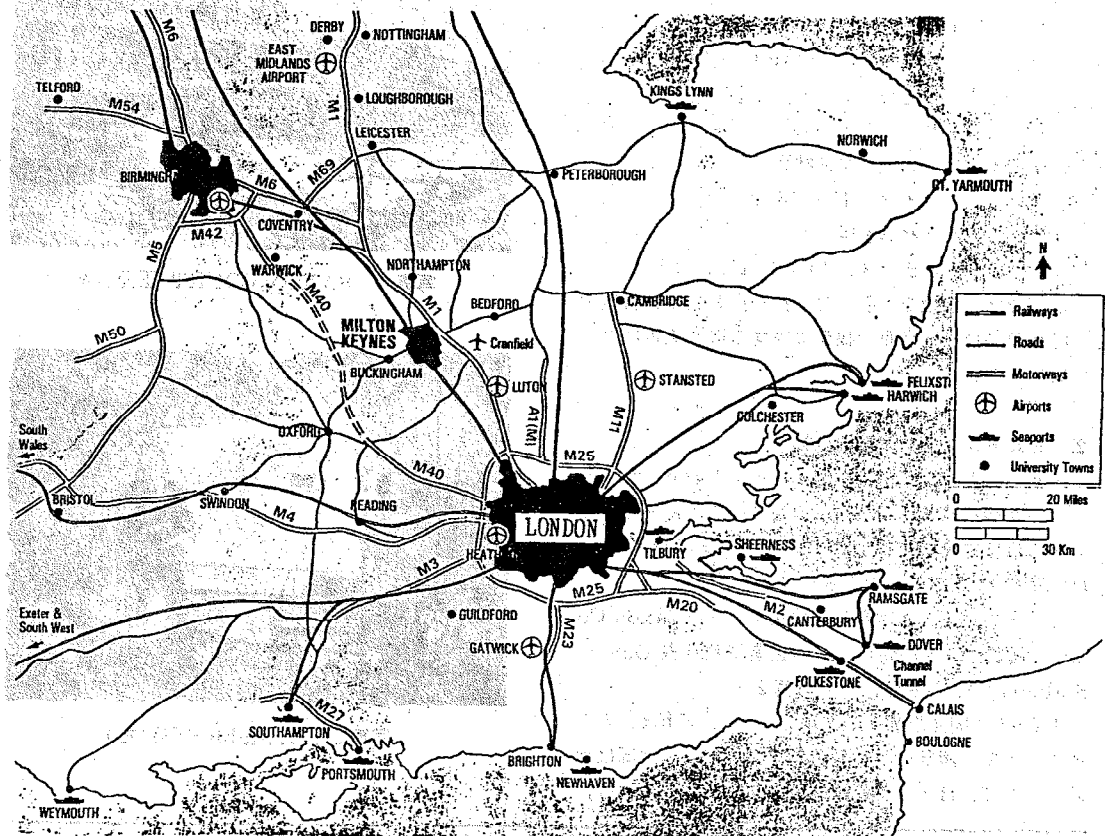 M6
DERBY
NOTTINGHAM
EAST
MIDLANDS
AIRPORT
TELFORD
M54
M1
LOUGHBOROUGH
KINGS LYNN
LEICESTER
NORWICH
M69
BIRMINGHA
M6
PETERBOROUGH
GT. YARMOUTH
COVENTRY
M42
M5
WARWICK
NORTHAMPTON
N
M40
M1
BEDFORD
CAMBRIDGE
MILTON
KEYNES
Cranfield
M50
BUCKINGHAM
LUTON
STANSTED
FELIXST
HARWICH
A1(M)
M11
COLCHESTER
OXFORD
South
Wales
M40
M25
BRISTOL
SWINDON
READING
M4
LONDON
HEATH
TILBURY
SHEERNESS
M3
M25
M20
M2
RAMSGATE
CANTERBURY
Exeter &
South West
GUILDFORD
M23
GATWICK
DOVER
FOLKESTONE
Channel
Tunnel
CALAIS
M27
SOUTHAMPTON
BOULOGNE
PORTSMOUTH
BRIGHTON
NEWHAVEN
WEYMOUTH
Railways
Roads
Motorways
Airports
Seaports
University Towns
0 20 Miles
0 30 Km